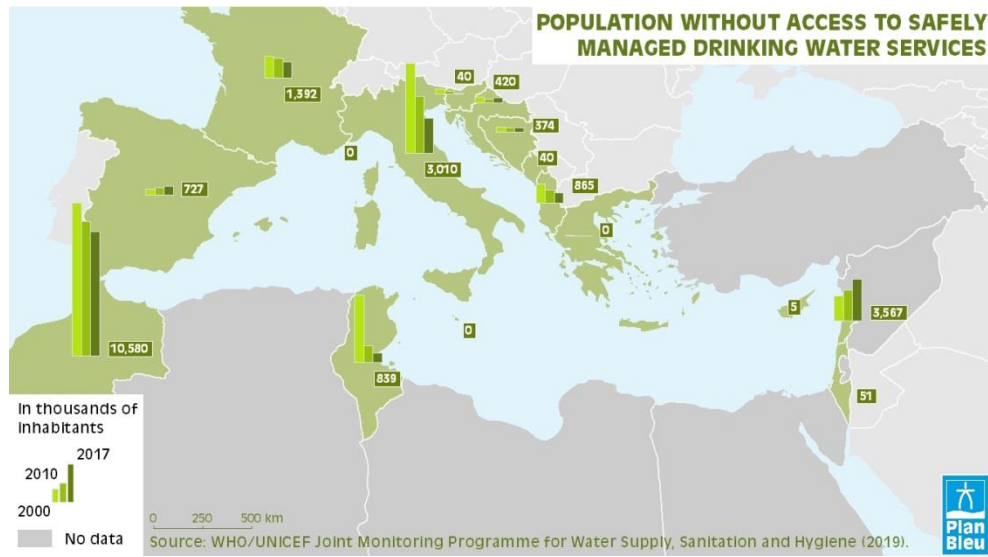 POPULATION WITHOUT ACCESS TO SAFELY
MANAGED DRINKING WATER SERVICES
40
420
1,392
374
0
3,010
40
727
865
0
5
3,567
0
10,580
839
51
In thousands of
inhabitants
2017
2010
2000
No data
0 250 500 km
Source: WHO/UNICEF Joint Monitoring Programme for Water Supply, Sanitation and Hygiene (2019).
Plan
Bleu